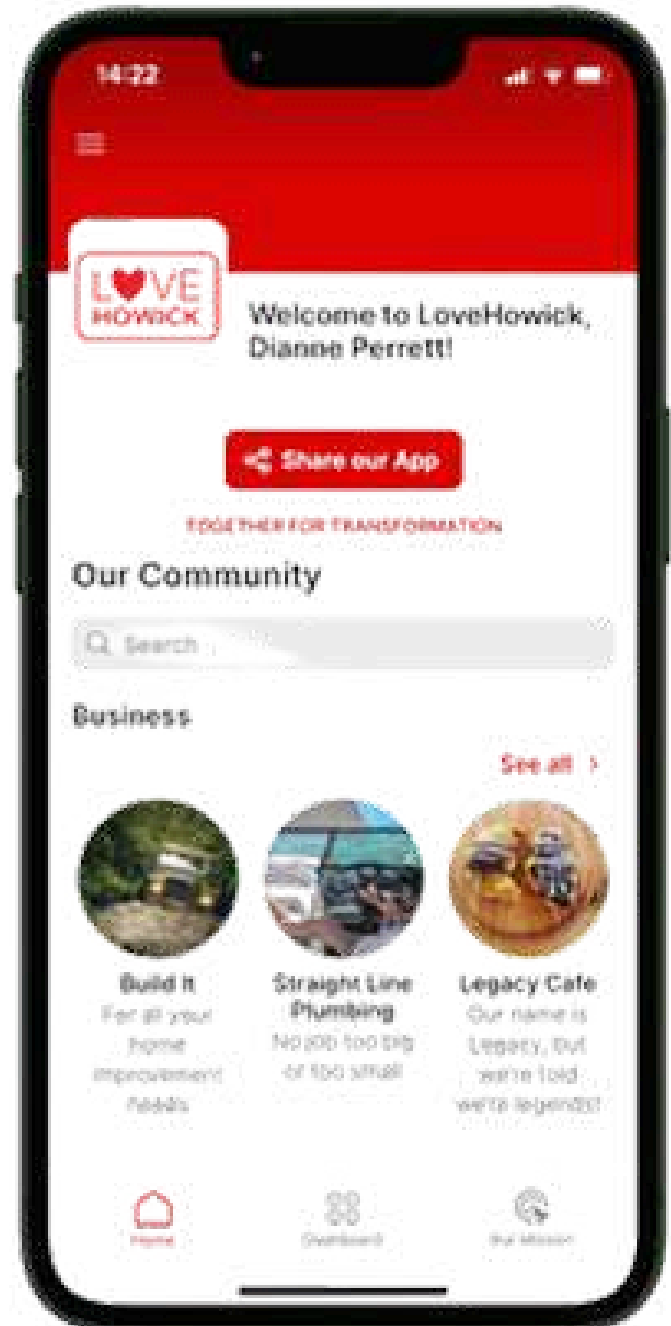 14:22
LOVE
HOWICK
Welcome to LoveHowick,
Dianne Perrett!
Share our App
TOGETHER FOR TRANSFORMATION
Our Community
Search
Business
See all >
Build It
For all your
home
improvement
needs
Straight Line
Plumbing
No job too big
or too small
Legacy Cafe
Our name is
Legacy, but
we're told
we're legends!
Home
Dashboard
Our Mission